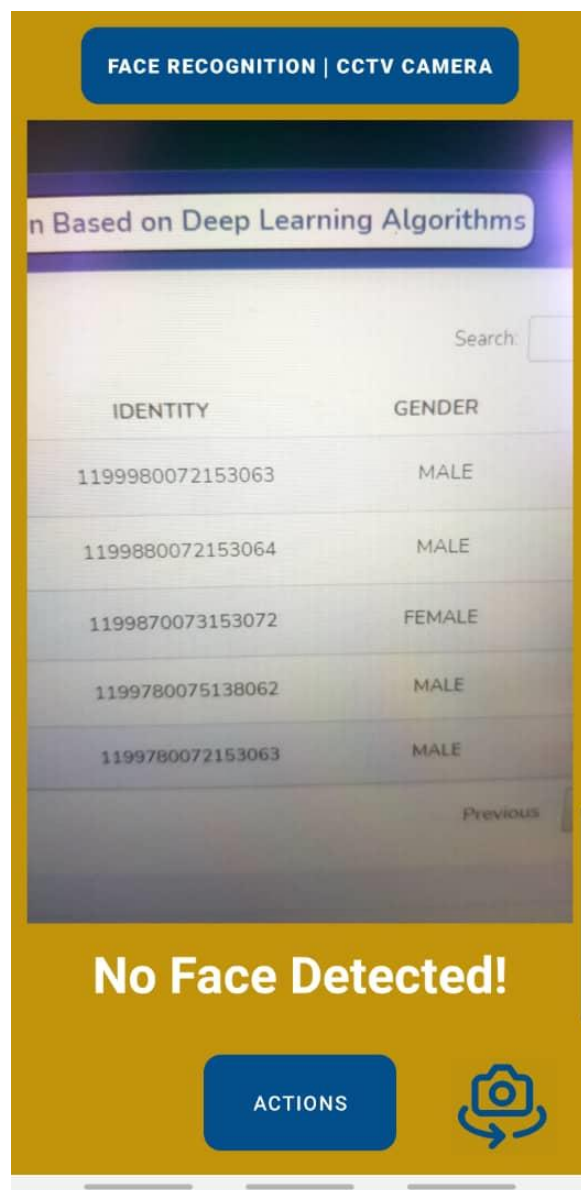 FACE RECOGNITION | CCTV CAMERA
n Based on Deep Learning Algorithms
Search:
IDENTITY GENDER
1199980072153063 MALE
1199880072153064 MALE
1199870073153072 FEMALE
1199780075138062 MALE
1199780072153063 MALE
Previous
No Face Detected!
ACTIONS